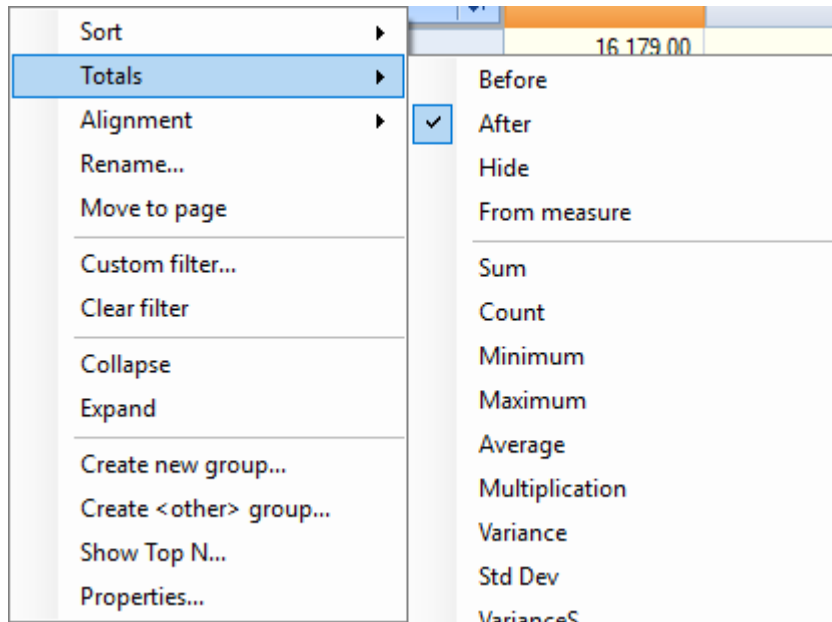 Sort
Totals
Alignment
Rename...
Move to page
Custom filter...
Clear filter
Collapse
Expand
Create new group...
Create <other> group...
Show Top N...
Properties...
16 179.00
Before
After
Hide
From measure
Sum
Count
Minimum
Maximum
Average
Multiplication
Variance
Std Dev
VarianceS